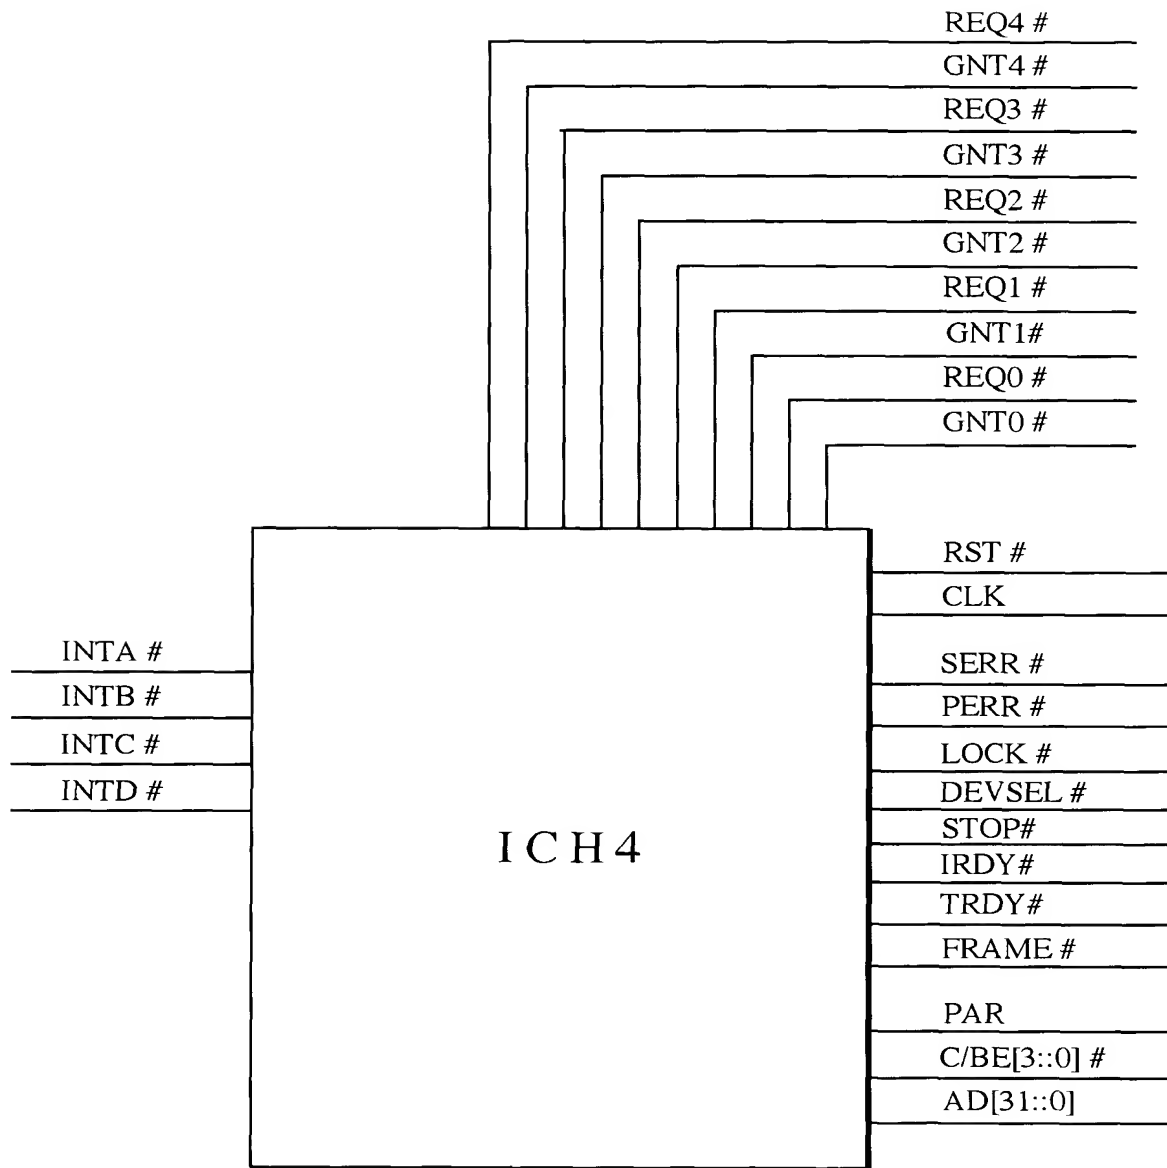 REQ4 #
GNT4 #
REQ3 #
GNT3 #
REQ2 #
GNT2 #
REQ1 #
GNT1#
REQ0 #
GNT0 #
RST #
CLK
INTA #
SERR #
INTB #
PERR #
INTC #
LOCK #
INTD #
DEVSEL #
STOP#
ICH4
IRDY#
TRDY#
FRAME #
PAR
C/BE[3::0] #
AD[31::0]